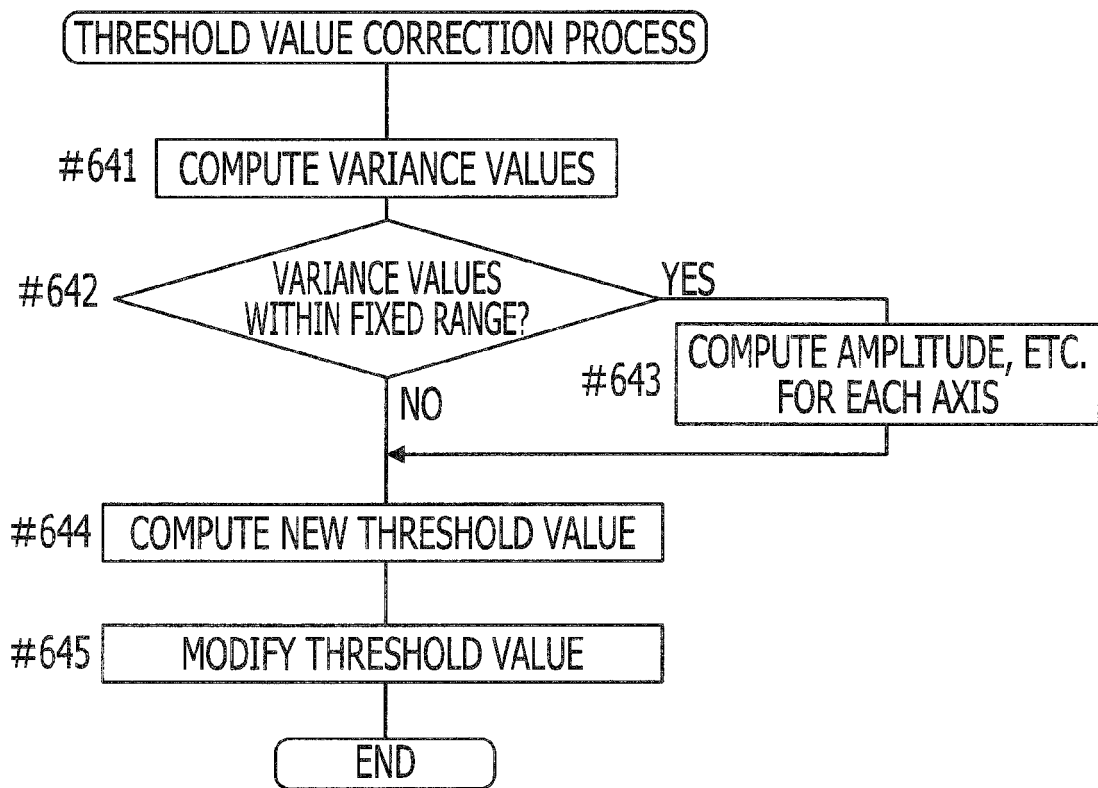 THRESHOLD VALUE CORRECTION PROCESS
#641
COMPUTE VARIANCE VALUES
#642
VARIANCE VALUES
WITHIN FIXED RANGE?
YES
#643
COMPUTE AMPLITUDE, ETC.
FOR EACH AXIS
NO
#644
COMPUTE NEW THRESHOLD VALUE
#645
MODIFY THRESHOLD VALUE
END